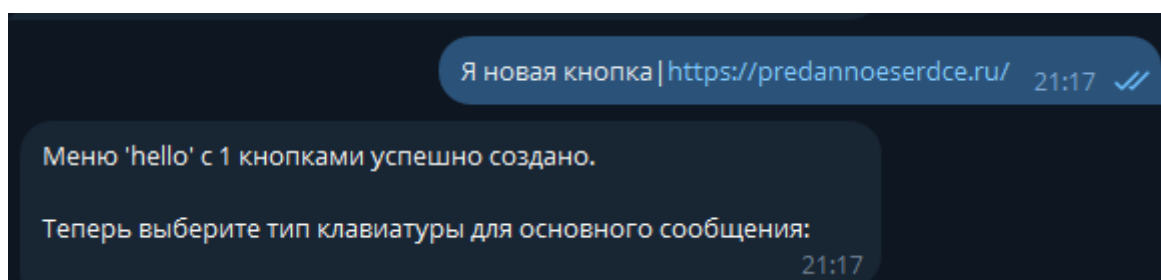 Я новая кнопка|https://predannoeserdce.ru/ 21:17
Меню 'hello' с 1 кнопками успешно создано.
Теперь выберите тип клавиатуры для основного сообщения:
21:17